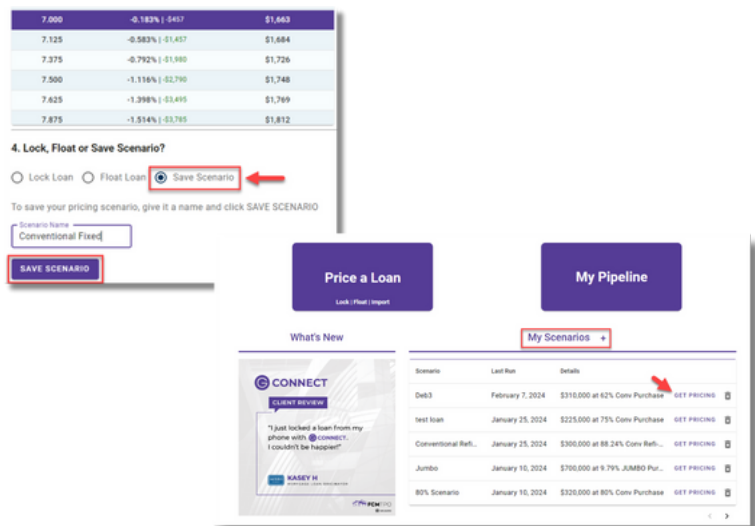 7.000 -0.183% | -$457 $1,663
7.125 -0.583% | -$1,457 $1,684
7.375 -0.792% | -$1,980 $1,726
7.500 -1.116% | -$2,790 $1,748
7.625 -1.398% | -$3,495 $1,769
7.875 -1.514% | -$3,785 $1,812
4. Lock, Float or Save Scenario?
Lock Loan Float Loan Save Scenario
To save your pricing scenario, give it a name and click SAVE SCENARIO
Scenario Name
Conventional Fixed
SAVE SCENARIO
Price a Loan
Lock | Float | Import
My Pipeline
What's New
My Scenarios +
CONNECT
CLIENT REVIEW
"I just locked a loan from my
phone with CONNECT.
I couldn't be happier!"
KASEY H
Scenario Last Run Details
Deb3 February 7, 2024 $310,000 at 62% Conv Purchase GET PRICING
test loan January 25, 2024 $225,000 at 75% Conv Purchase GET PRICING
Conventional Refi... January 25, 2024 $300,000 at 88.24% Conv Refi-... GET PRICING
Jumbo January 10, 2024 $700,000 at 9.79% JUMBO Pur... GET PRICING
80% Scenario January 10, 2024 $320,000 at 80% Conv Purchase GET PRICING